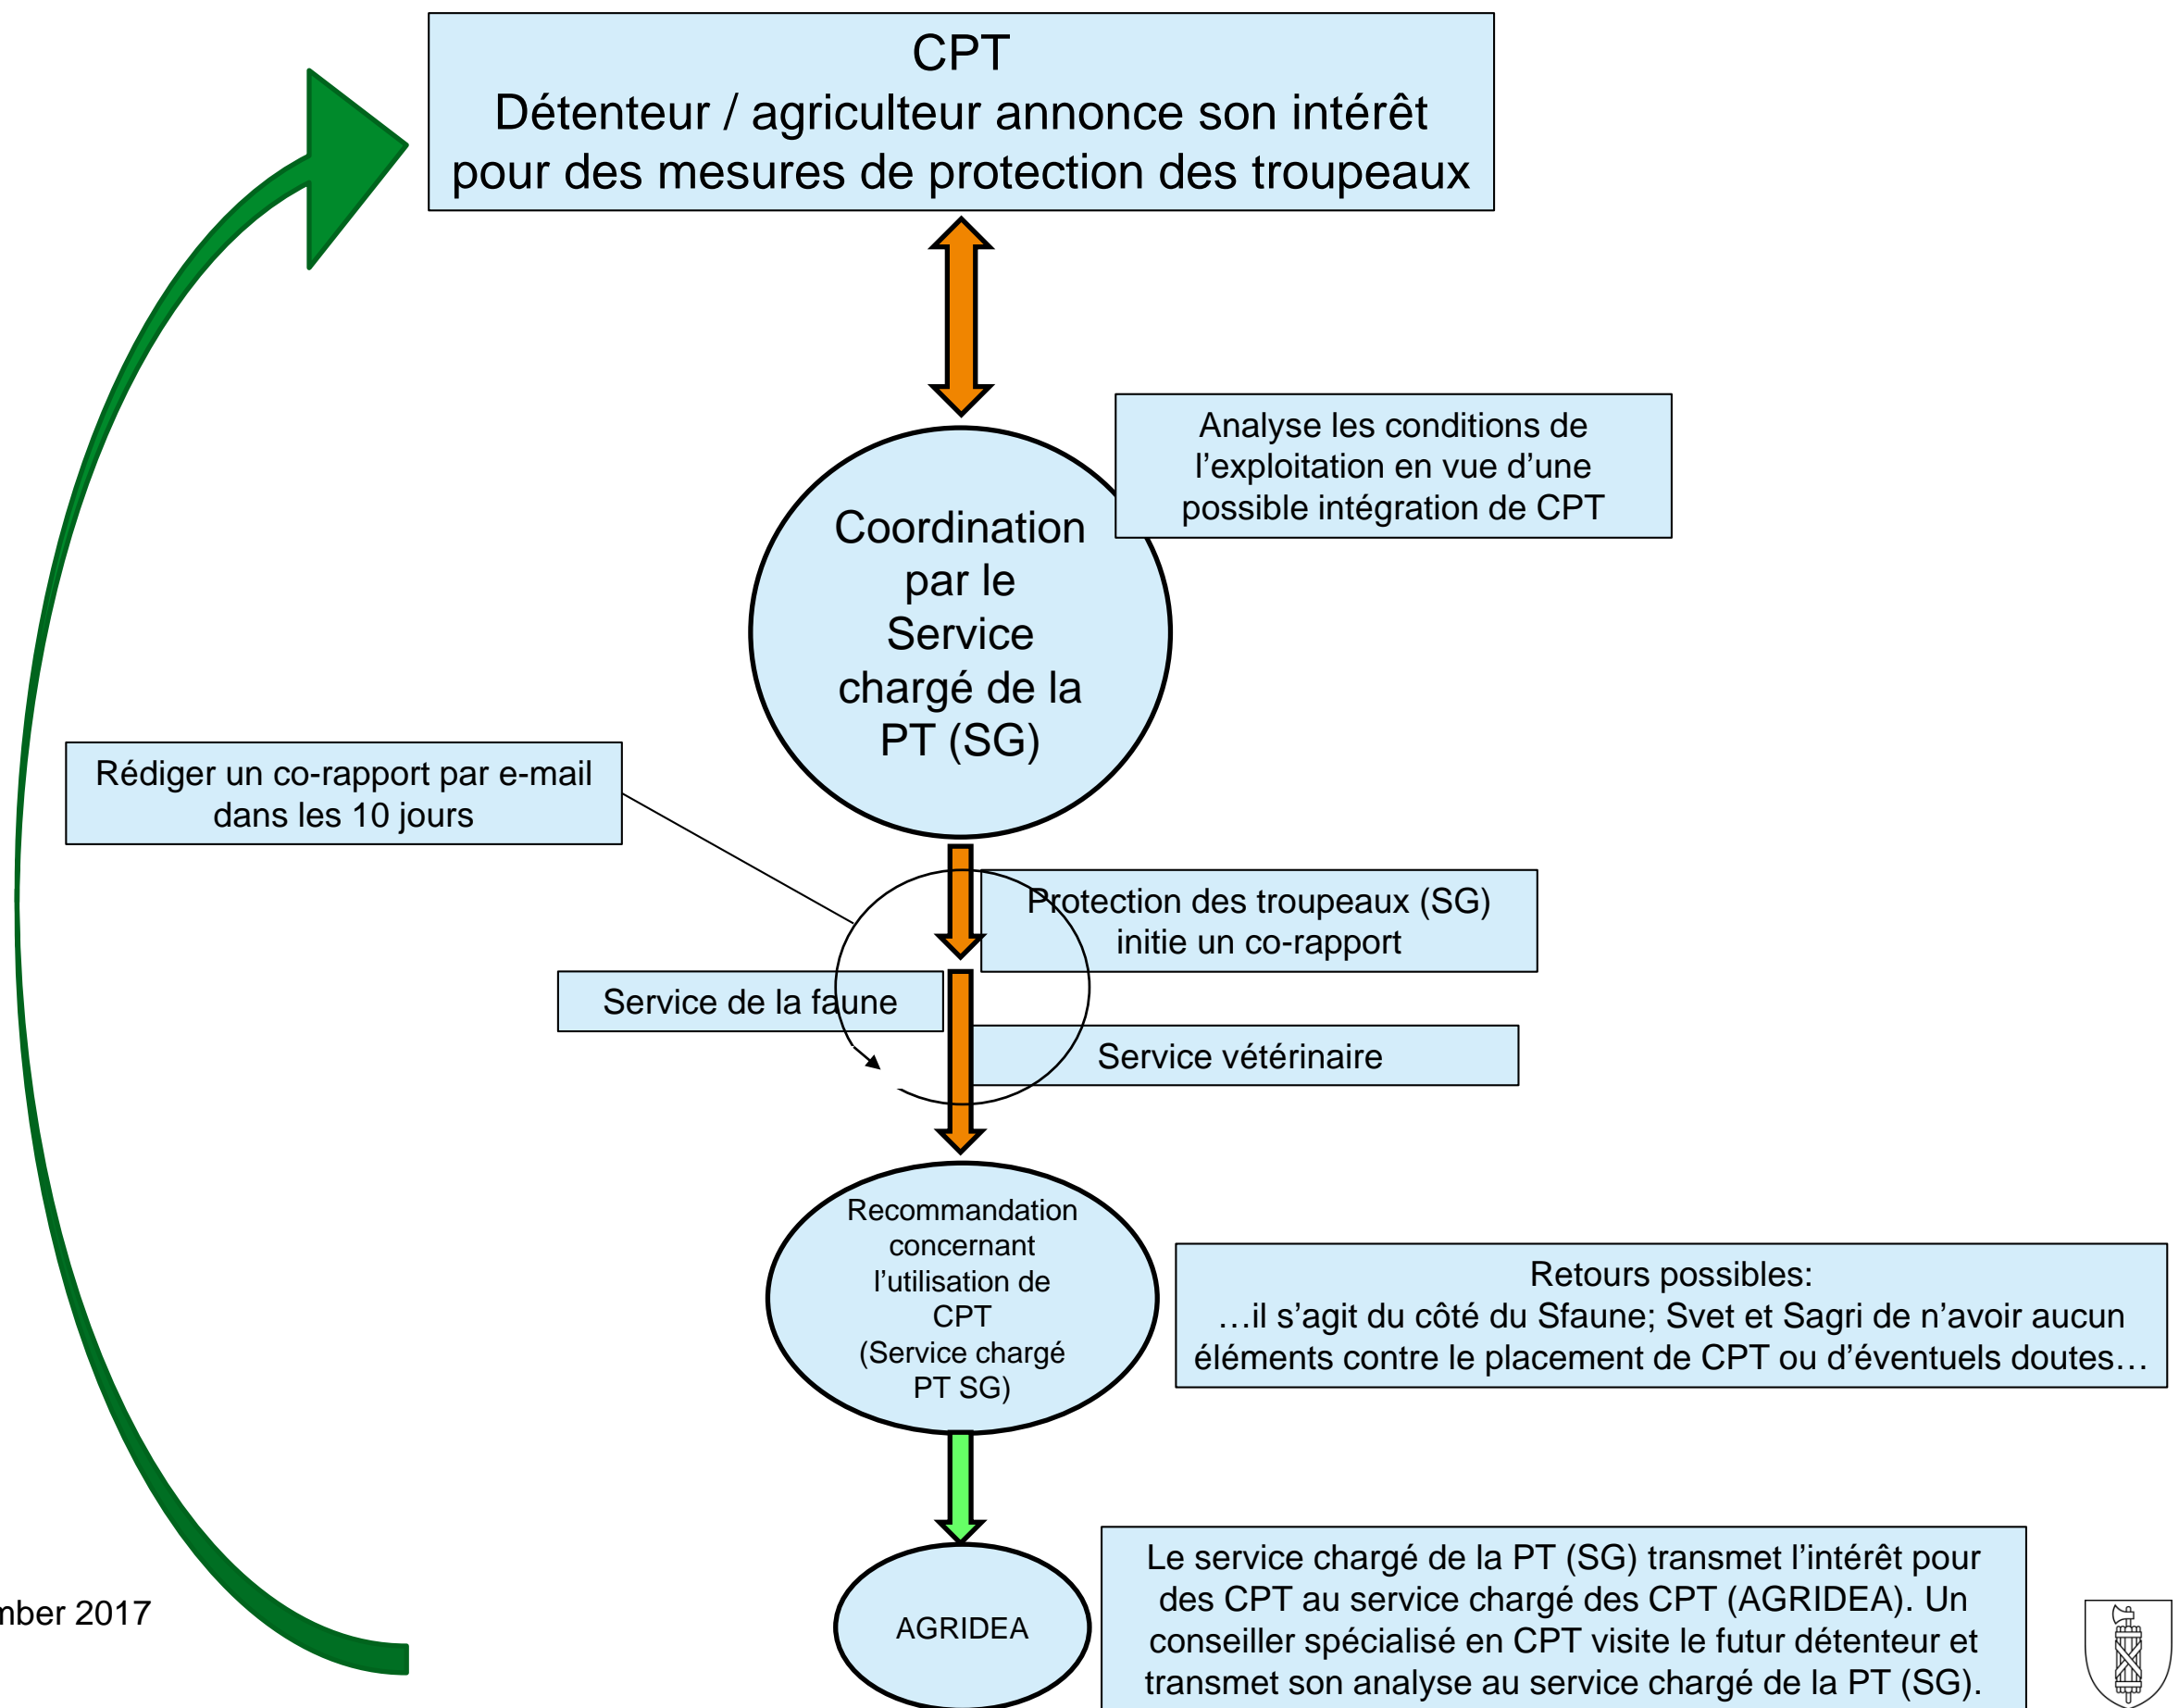 CPT
Détenteur / agriculteur annonce son intérêt
pour des mesures de protection des troupeaux
Analyse les conditions de
l’exploitation en vue d’une
possible intégration de CPT
Coordination
par le
Service
chargé de la
PT (SG)
Rédiger un co-rapport par e-mail
dans les 10 jours
Protection des troupeaux (SG)
initie un co-rapport
Service de la faune
Service vétérinaire
Recommandation
concernant
l’utilisation de
CPT
(Service chargé
PT SG)
Retours possibles:
…il s’agit du côté du Sfaune; Svet et Sagri de n’avoir aucun
éléments contre le placement de CPT ou d’éventuels doutes…
AGRIDEA
Le service chargé de la PT (SG) transmet l’intérêt pour
des CPT au service chargé des CPT (AGRIDEA). Un
conseiller spécialisé en CPT visite le futur détenteur et
transmet son analyse au service chargé de la PT (SG).
mber 2017